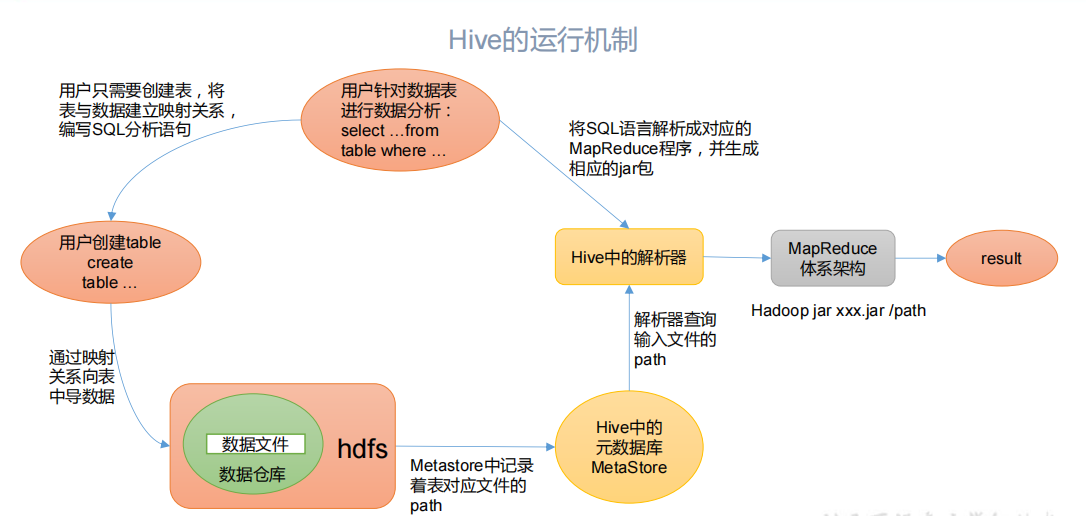 Hive的运行机制
用户只需要创建表，将
表与数据建立映射关系，
编写SQL分析语句
用户针对数据表
进行数据分析：
select …from
table where …
将SQL语言解析成对应的
MapReduce程序，并生成
相应的jar包
用户创建table
create
table …
Hive中的解析器
MapReduce
体系架构
result
Hadoop jar xxx.jar /path
解析器查询
输入文件的
path
通过映射
关系向表
中导数据
数据文件
数据仓库
hdfs
Metastore中记录
着表对应文件的
path
Hive中的
元数据库
MetaStore